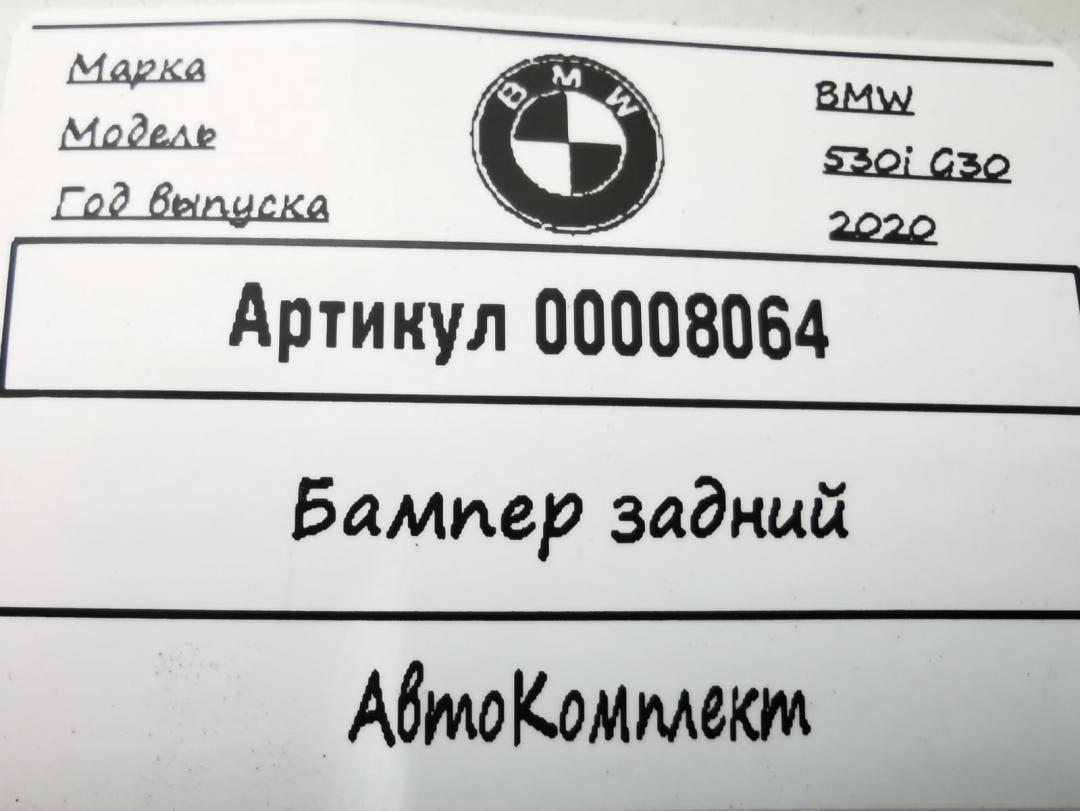 Марка BMW
Модель 530i G30
Год выпуска 2020
BMW
Артикул 00008064
Бампер задний
АвтоКомплект